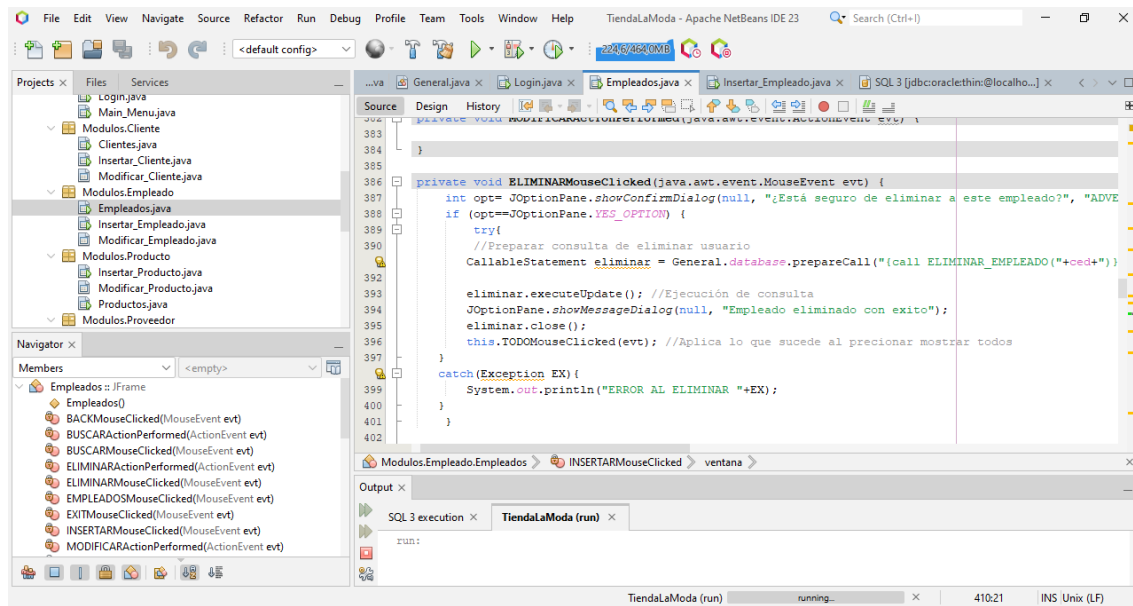 File Edit View Navigate Source Refactor Run Debug Profile Team Tools Window Help TiendaLaModa - Apache NetBeans IDE 23 Search (Ctrl+I)
<default config> 224,6/464,0MB
Projects Files Services
Login.java
Main_Menu.java
Modulos.Cliente
Clientes.java
Insertar_Cliente.java
Modificar_Cliente.java
Modulos.Empleado
Empleados.java
Insertar_Empleado.java
Modificar_Empleado.java
Modulos.Producto
Insertar_Producto.java
Modificar_Producto.java
Productos.java
Modulos.Proveedor
Navigator
Members <empty>
Empleados :: JFrame
Empleados()
BACKMouseClicked(MouseEvent evt)
BUSCARActionPerformed(ActionEvent evt)
BUSCARMouseClicked(MouseEvent evt)
ELIMINARActionPerformed(ActionEvent evt)
ELIMINARMouseClicked(MouseEvent evt)
EMPLEADOSMouseClicked(MouseEvent evt)
EXITMouseClicked(MouseEvent evt)
INSERTARMouseClicked(MouseEvent evt)
MODIFICARActionPerformed(ActionEvent evt)
...va General.java Login.java Empleados.java Insertar_Empleado.java SQL 3 [jdbc:oracle:thin:@localho...]
Source Design History
382 private void MODIFICARActionPerformed(java.awt.event.ActionEvent evt) {
383
384 }
385
386 private void ELIMINARMouseClicked(java.awt.event.MouseEvent evt) {
387 int opt= JOptionPane.showConfirmDialog(null, "¿Está seguro de eliminar a este empleado?", "ADVE
388 if (opt==JOptionPane.YES_OPTION) {
389 try{
390 //Preparar consulta de eliminar usuario
CallableStatement eliminar = General.database.prepareCall("{call ELIMINAR_EMPLEADO("+ced+")}
392
393 eliminar.executeUpdate(); //Ejecución de consulta
394 JOptionPane.showMessageDialog(null, "Empleado eliminado con exito");
395 eliminar.close();
396 this.TODOMouseClicked(evt); //Aplica lo que sucede al precionar mostrar todos
397 }
catch(Exception EX){
399 System.out.println("ERROR AL ELIMINAR "+EX);
400 }
401 }
402
Modulos.Empleado.Empleados INSERTARMouseClicked ventana
Output
SQL 3 execution TiendaLaModa (run)
run:
TiendaLaModa (run) running... 410:21 INS Unix (LF)